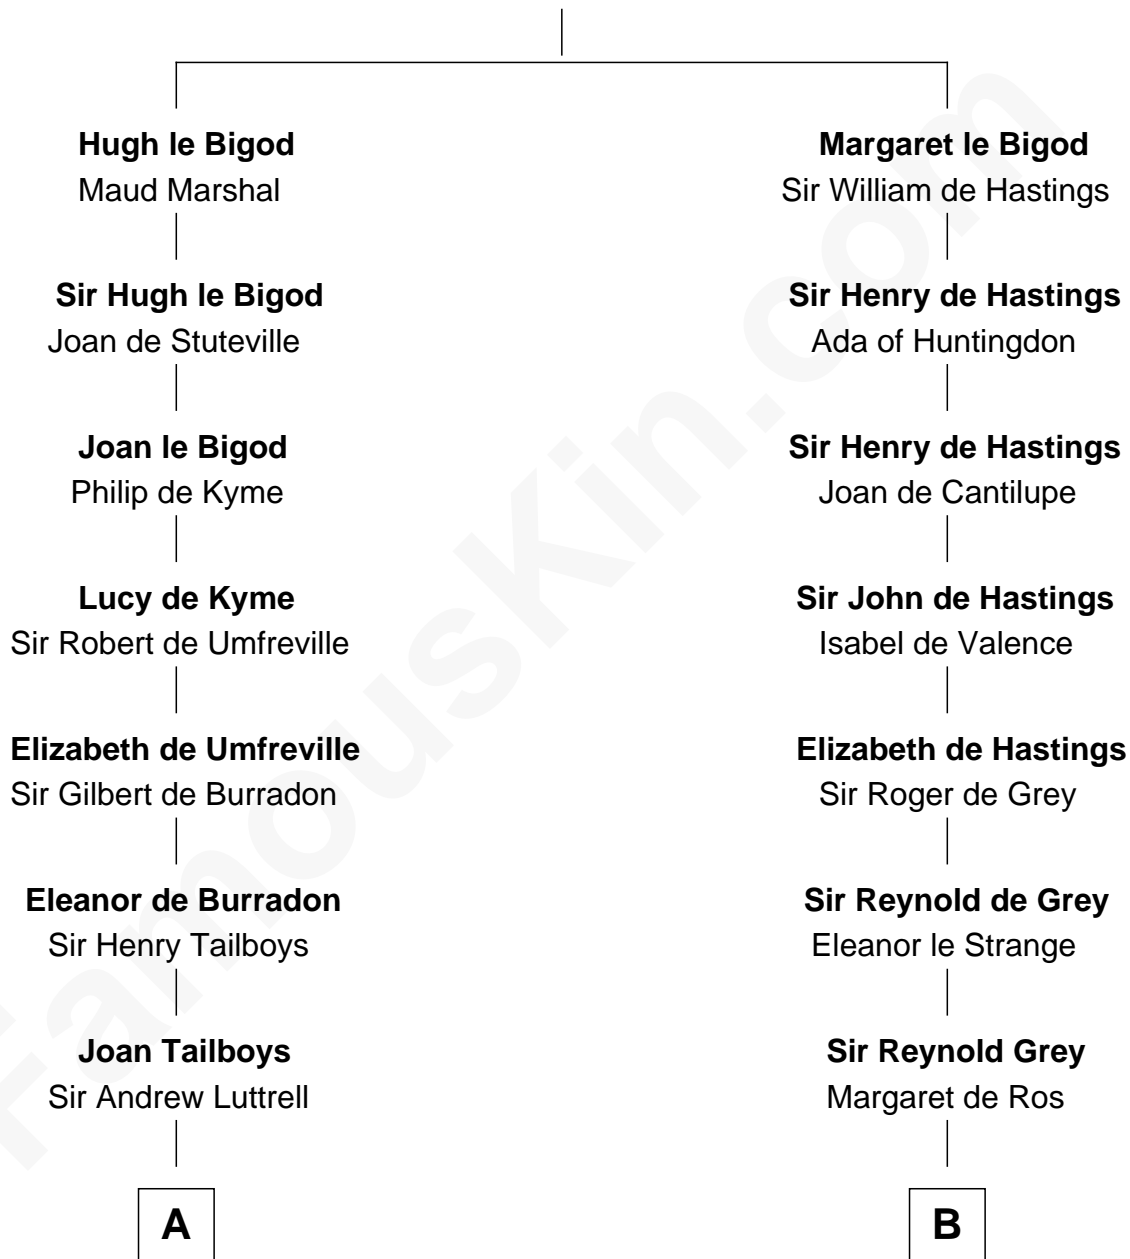 Hugh le Bigod
Maud Marshal
Sir Hugh le Bigod
Joan de Stuteville
Joan le Bigod
Philip de Kyme
Lucy de Kyme
Sir Robert de Umfreville
Elizabeth de Umfreville
Sir Gilbert de Burradon
Eleanor de Burradon
Sir Henry Tailboys
Joan Tailboys
Sir Andrew Luttrell
A
Margaret le Bigod
Sir William de Hastings
Sir Henry de Hastings
Ada of Huntingdon
Sir Henry de Hastings
Joan de Cantilupe
Sir John de Hastings
Isabel de Valence
Elizabeth de Hastings
Sir Roger de Grey
Sir Reynold de Grey
Eleanor le Strange
Sir Reynold Grey
Margaret de Ros
B
FamousKin.com